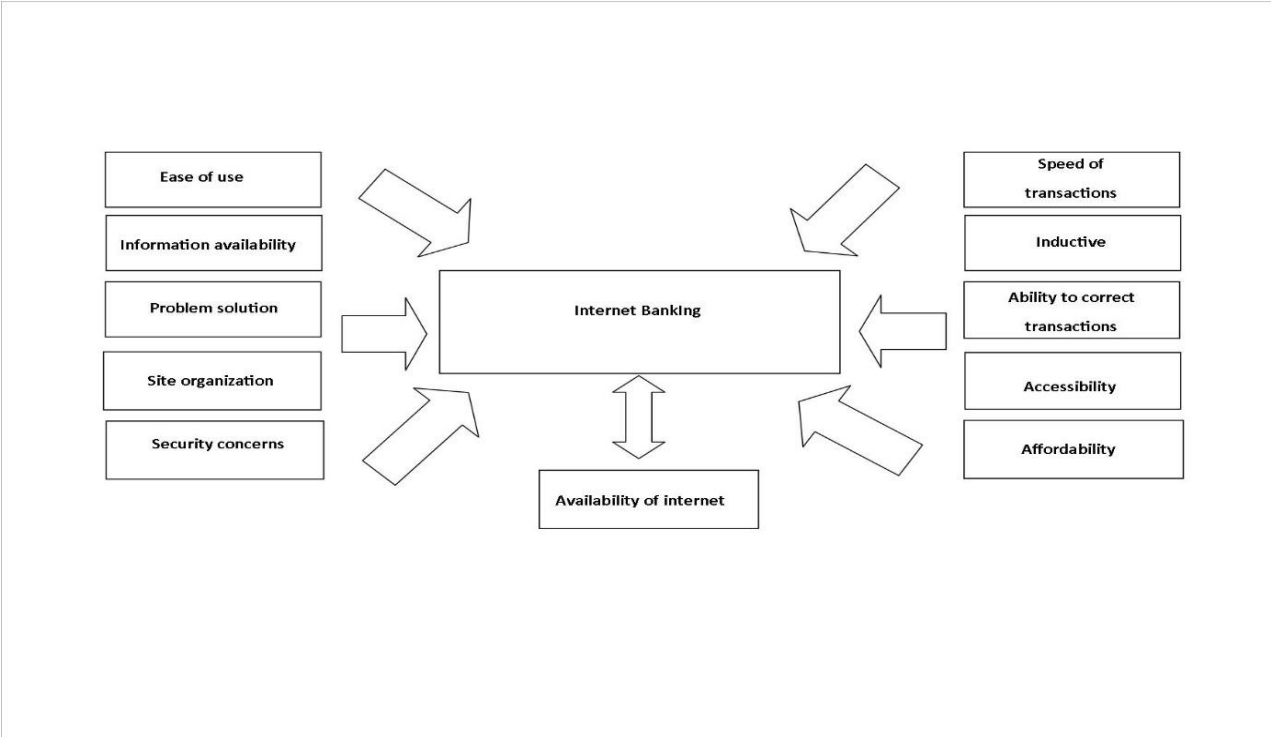 Ease of use
Information availability
Problem solution
Site organization
Security concerns
Internet BankIng
Availability of internet
Speed of
transactions
Inductive
Ability to correct
transactions
Accessibility
Affordability